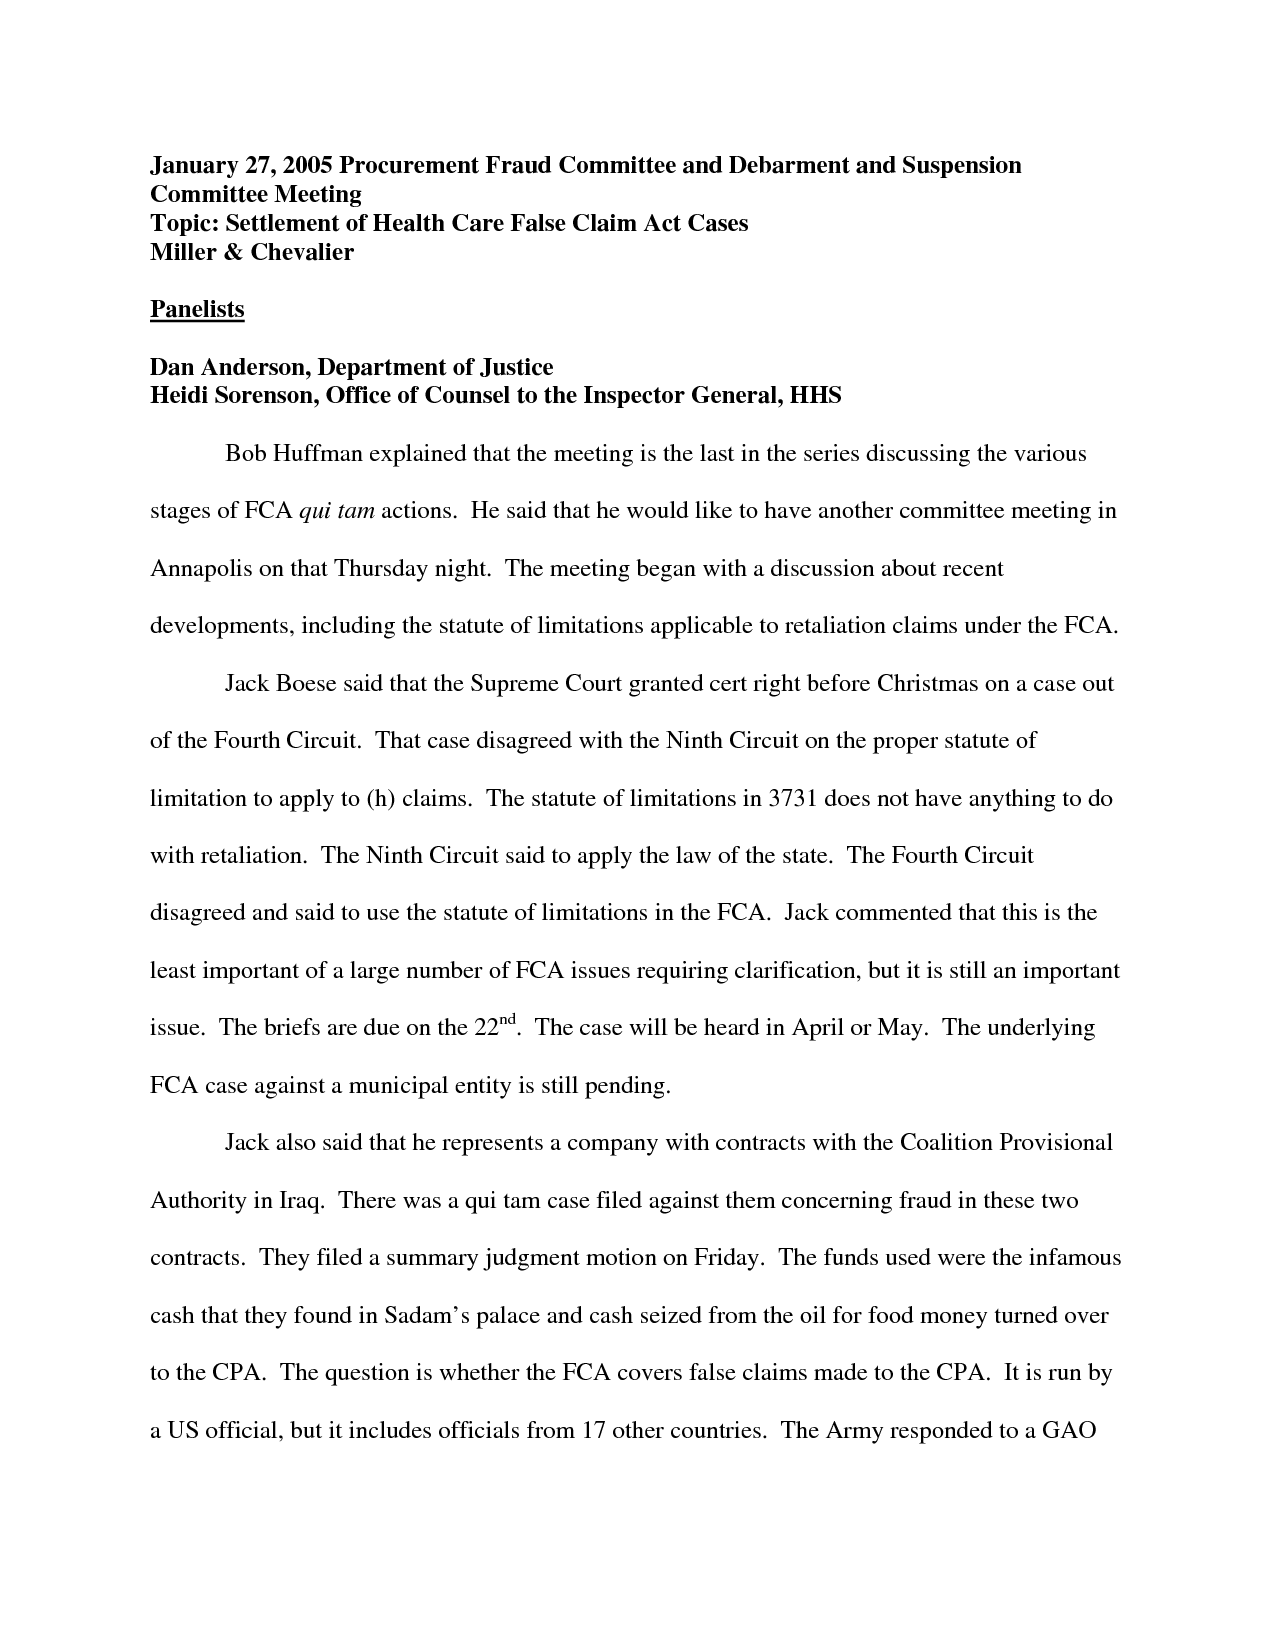 January 27, 2005 Procurement Fraud Committee and Debarment and Suspension
Committee Meeting
Topic: Settlement of Health Care False Claim Act Cases
Miller & Chevalier
Panelists
Dan Anderson, Department of Justice
Heidi Sorenson, Office of Counsel to the Inspector General, HHS
Bob Huffman explained that the meeting is the last in the series discussing the various
stages of FCA qui tam actions.  He said that he would like to have another committee meeting in
Annapolis on that Thursday night.  The meeting began with a discussion about recent
developments, including the statute of limitations applicable to retaliation claims under the FCA.
Jack Boese said that the Supreme Court granted cert right before Christmas on a case out
of the Fourth Circuit.  That case disagreed with the Ninth Circuit on the proper statute of
limitation to apply to (h) claims.  The statute of limitations in 3731 does not have anything to do
with retaliation.  The Ninth Circuit said to apply the law of the state.  The Fourth Circuit
disagreed and said to use the statute of limitations in the FCA.  Jack commented that this is the
least important of a large number of FCA issues requiring clarification, but it is still an important
issue.  The briefs are due on the 22nd.  The case will be heard in April or May.  The underlying
FCA case against a municipal entity is still pending.
Jack also said that he represents a company with contracts with the Coalition Provisional
Authority in Iraq.  There was a qui tam case filed against them concerning fraud in these two
contracts.  They filed a summary judgment motion on Friday.  The funds used were the infamous
cash that they found in Sadam’s palace and cash seized from the oil for food money turned over
to the CPA.  The question is whether the FCA covers false claims made to the CPA.  It is run by
a US official, but it includes officials from 17 other countries.  The Army responded to a GAO